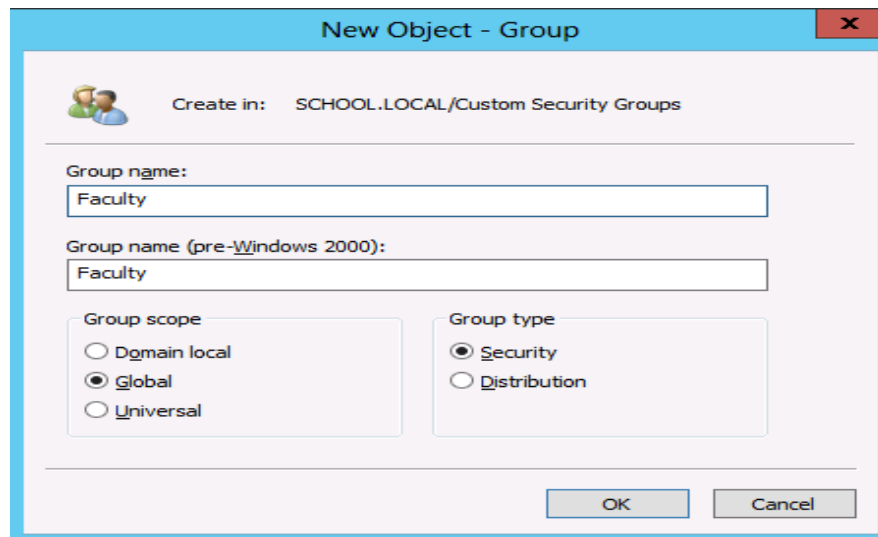 New Object - Group
x
Create in: SCHOOL.LOCAL/Custom Security Groups
Group name:
Faculty
Group name (pre-Windows 2000):
Faculty
Group scope
Domain local
Global
Universal
Group type
Security
Distribution
OK
Cancel